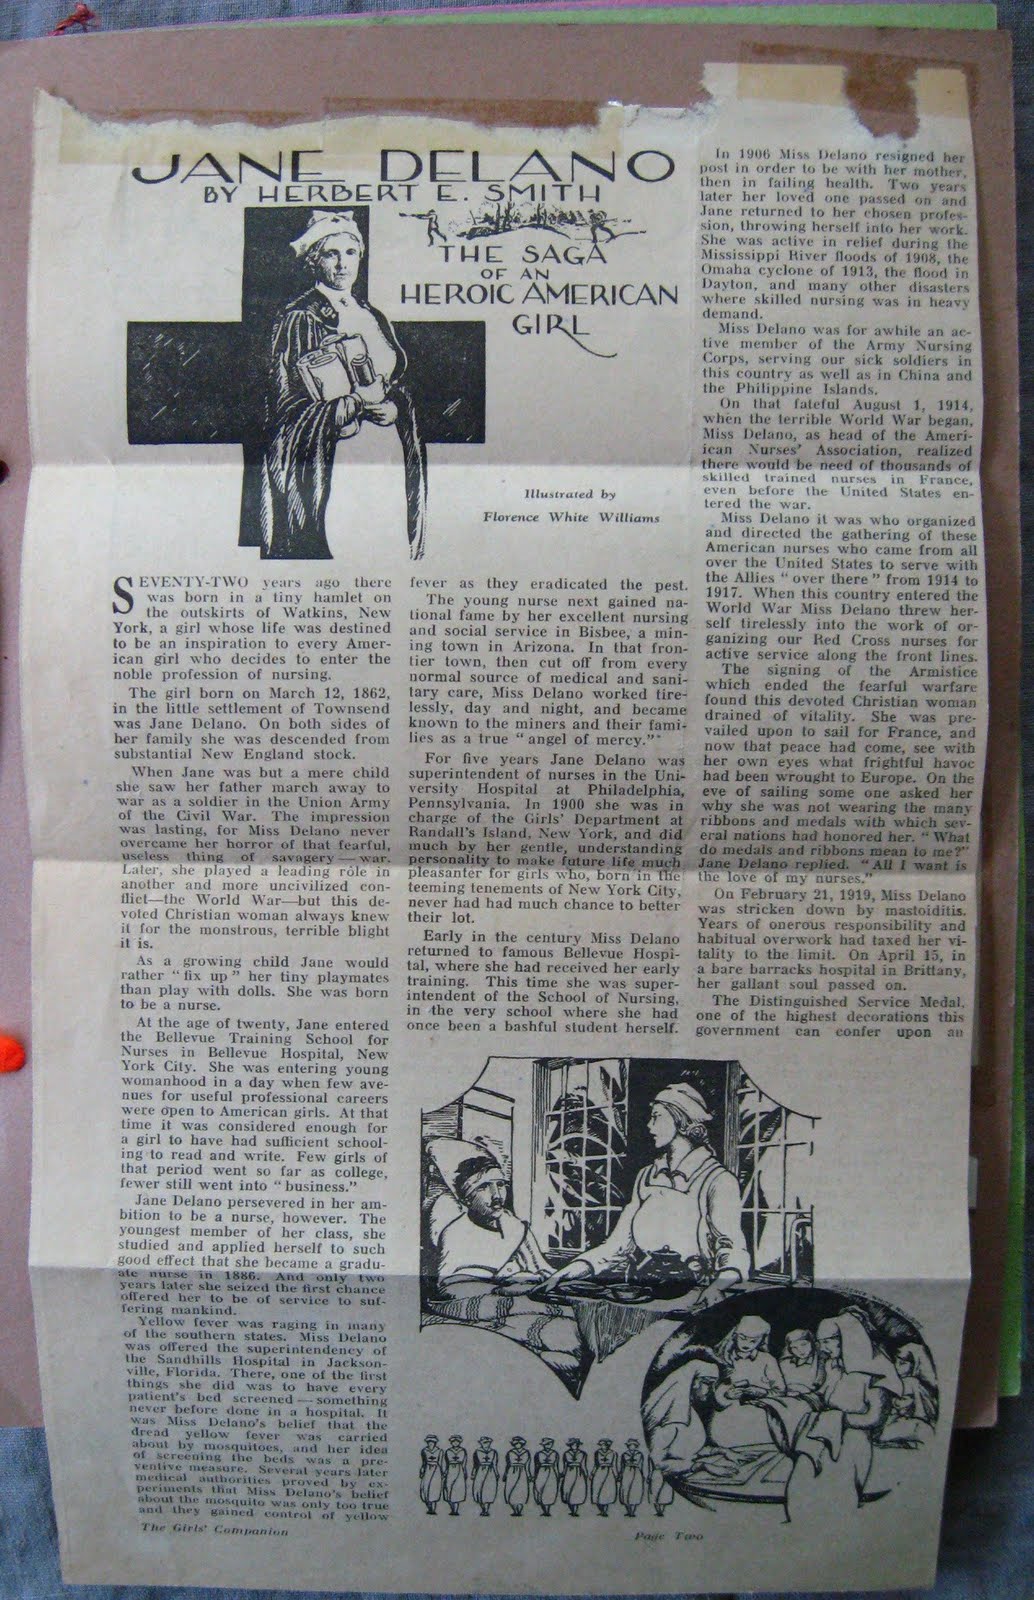 JANE DELANO
BY HERBERT E. SMITH
THE SAGA
OF AN
HEROIC AMERICAN
GIRL
Illustrated by
Florence White Williams
SEVENTY-TWO years ago there
was born in a tiny hamlet on
the outskirts of Watkins, New
York, a girl whose life was destined
to be an inspiration to every Amer-
ican girl who decides to enter the
noble profession of nursing.
The girl born on March 12, 1862,
in the little settlement of Townsend
was Jane Delano. On both sides of
her family she was descended from
substantial New England stock.
When Jane was but a mere child
she saw her father march away to
war as a soldier in the Union Army
of the Civil War. The impression
was lasting, for Miss Delano never
overcame her horror of that fearful,
useless thing of savagery — war.
Later, she played a leading rôle in
another and more uncivilized con-
flict—the World War—but this de-
voted Christian woman always knew
it for the monstrous, terrible blight
it is.
As a growing child Jane would
rather "fix up" her tiny playmates
than play with dolls. She was born
to be a nurse.
At the age of twenty, Jane entered
the Bellevue Training School for
Nurses in Bellevue Hospital, New
York City. She was entering young
womanhood in a day when few ave-
nues for useful professional careers
were open to American girls. At that
time it was considered enough for
a girl to have had sufficient school-
ing to read and write. Few girls of
that period went so far as college,
fewer still went into "business."
Jane Delano persevered in her am-
bition to be a nurse, however. The
youngest member of her class, she
studied and applied herself to such
good effect that she became a gradu-
ate nurse in 1886. And only two
years later she seized the first chance
offered her to be of service to suf-
fering mankind.
Yellow fever was raging in many
of the southern states. Miss Delano
was offered the superintendency of
the Sandhills Hospital in Jackson-
ville, Florida. There, one of the first
things she did was to have every
patient's bed screened — something
never before done in a hospital. It
was Miss Delano's belief that the
dread yellow fever was carried
about by mosquitoes, and her idea
of screening the beds was a pre-
ventive measure. Several years later
medical authorities proved by ex-
periments that Miss Delano's belief
about the mosquito was only too true
and they gained control of yellow
fever as they eradicated the pest.
The young nurse next gained na-
tional fame by her excellent nursing
and social service in Bisbee, a min-
ing town in Arizona. In that fron-
tier town, then cut off from every
normal source of medical and sani-
tary care, Miss Delano worked tire-
lessly, day and night, and became
known to the miners and their fami-
lies as a true "angel of mercy."
For five years Jane Delano was
superintendent of nurses in the Uni-
versity Hospital at Philadelphia,
Pennsylvania. In 1900 she was in
charge of the Girls' Department at
Randall's Island, New York, and did
much by her gentle, understanding
personality to make future life much
pleasanter for girls who, born in the
teeming tenements of New York City,
never had had much chance to better
their lot.
Early in the century Miss Delano
returned to famous Bellevue Hospi-
tal, where she had received her early
training. This time she was super-
intendent of the School of Nursing,
in the very school where she had
once been a bashful student herself.
In 1906 Miss Delano resigned her
post in order to be with her mother,
then in failing health. Two years
later her loved one passed on and
Jane returned to her chosen profes-
sion, throwing herself into her work.
She was active in relief during the
Mississippi River floods of 1908, the
Omaha cyclone of 1913, the flood in
Dayton, and many other disasters
where skilled nursing was in heavy
demand.
Miss Delano was for awhile an ac-
tive member of the Army Nursing
Corps, serving our sick soldiers in
this country as well as in China and
the Philippine Islands.
On that fateful August 1, 1914,
when the terrible World War began,
Miss Delano, as head of the Ameri-
ican Nurses' Association, realized
there would be need of thousands of
skilled trained nurses in France,
even before the United States en-
tered the war.
Miss Delano it was who organized
and directed the gathering of these
American nurses who came from all
over the United States to serve with
the Allies "over there" from 1914 to
1917. When this country entered the
World War Miss Delano threw her-
self tirelessly into the work of or-
ganizing our Red Cross nurses for
active service along the front lines.
The signing of the Armistice
which ended the fearful warfare
found this devoted Christian woman
drained of vitality. She was pre-
vailed upon to sail for France, and
now that peace had come, see with
her own eyes what frightful havoc
had been wrought to Europe. On the
eve of sailing some one asked her
why she was not wearing the many
ribbons and medals with which sev-
eral nations had honored her. "What
do medals and ribbons mean to me?"
Jane Delano replied. "All I want is
the love of my nurses."
On February 21, 1919, Miss Delano
was stricken down by mastoiditis.
Years of onerous responsibility and
habitual overwork had taxed her vi-
tality to the limit. On April 15, in
a bare barracks hospital in Brittany,
her gallant soul passed on.
The Distinguished Service Medal,
one of the highest decorations this
government can confer upon an
The Girls' Companion
Page Two